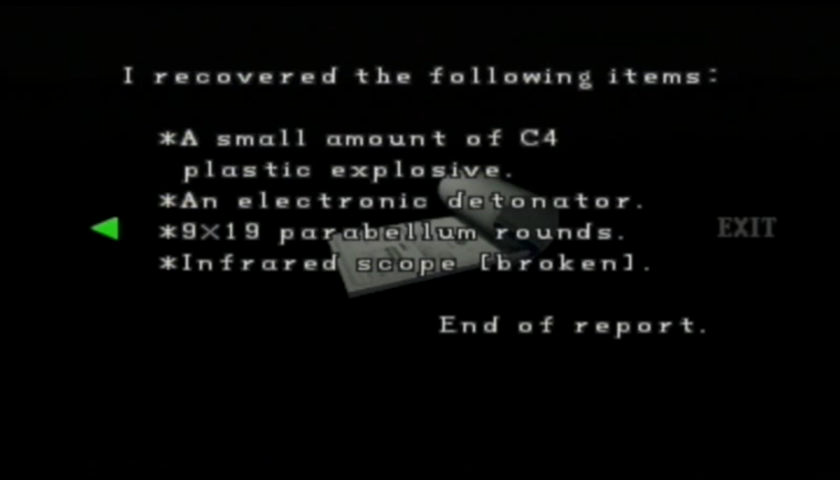 I recovered the following items:
*A small amount of C4
plastic explosive.
*An electronic detonator.
*9×19 parabellum rounds.
EXIT
*Infrared scope [broken].
End of report.